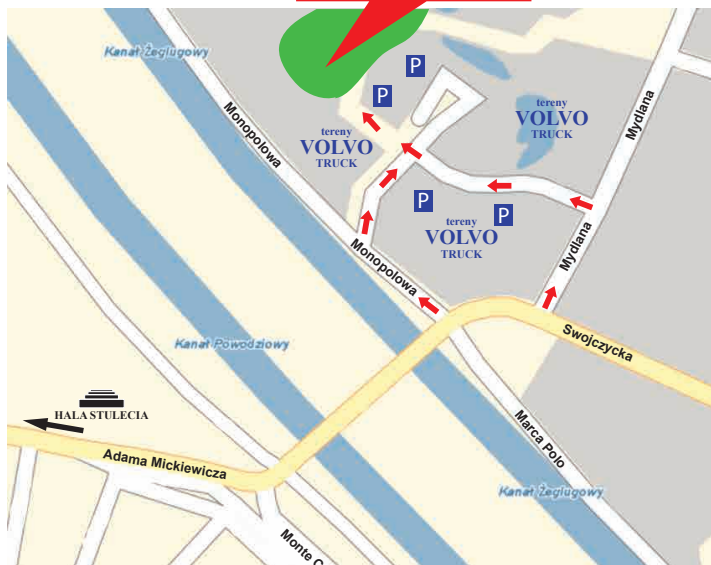 Kanał Żeglugowy
P
P
Monopolowa
tereny
VOLVO
TRUCK
tereny
VOLVO
TRUCK
Mydlana
P
P
tereny
VOLVO
TRUCK
Monopolowa
Mydlana
Swojczycka
Kanał Powodziowy
HALA STULECIA
Adama Mickiewicza
Marca Polo
Kanał Żeglugowy
Monte C